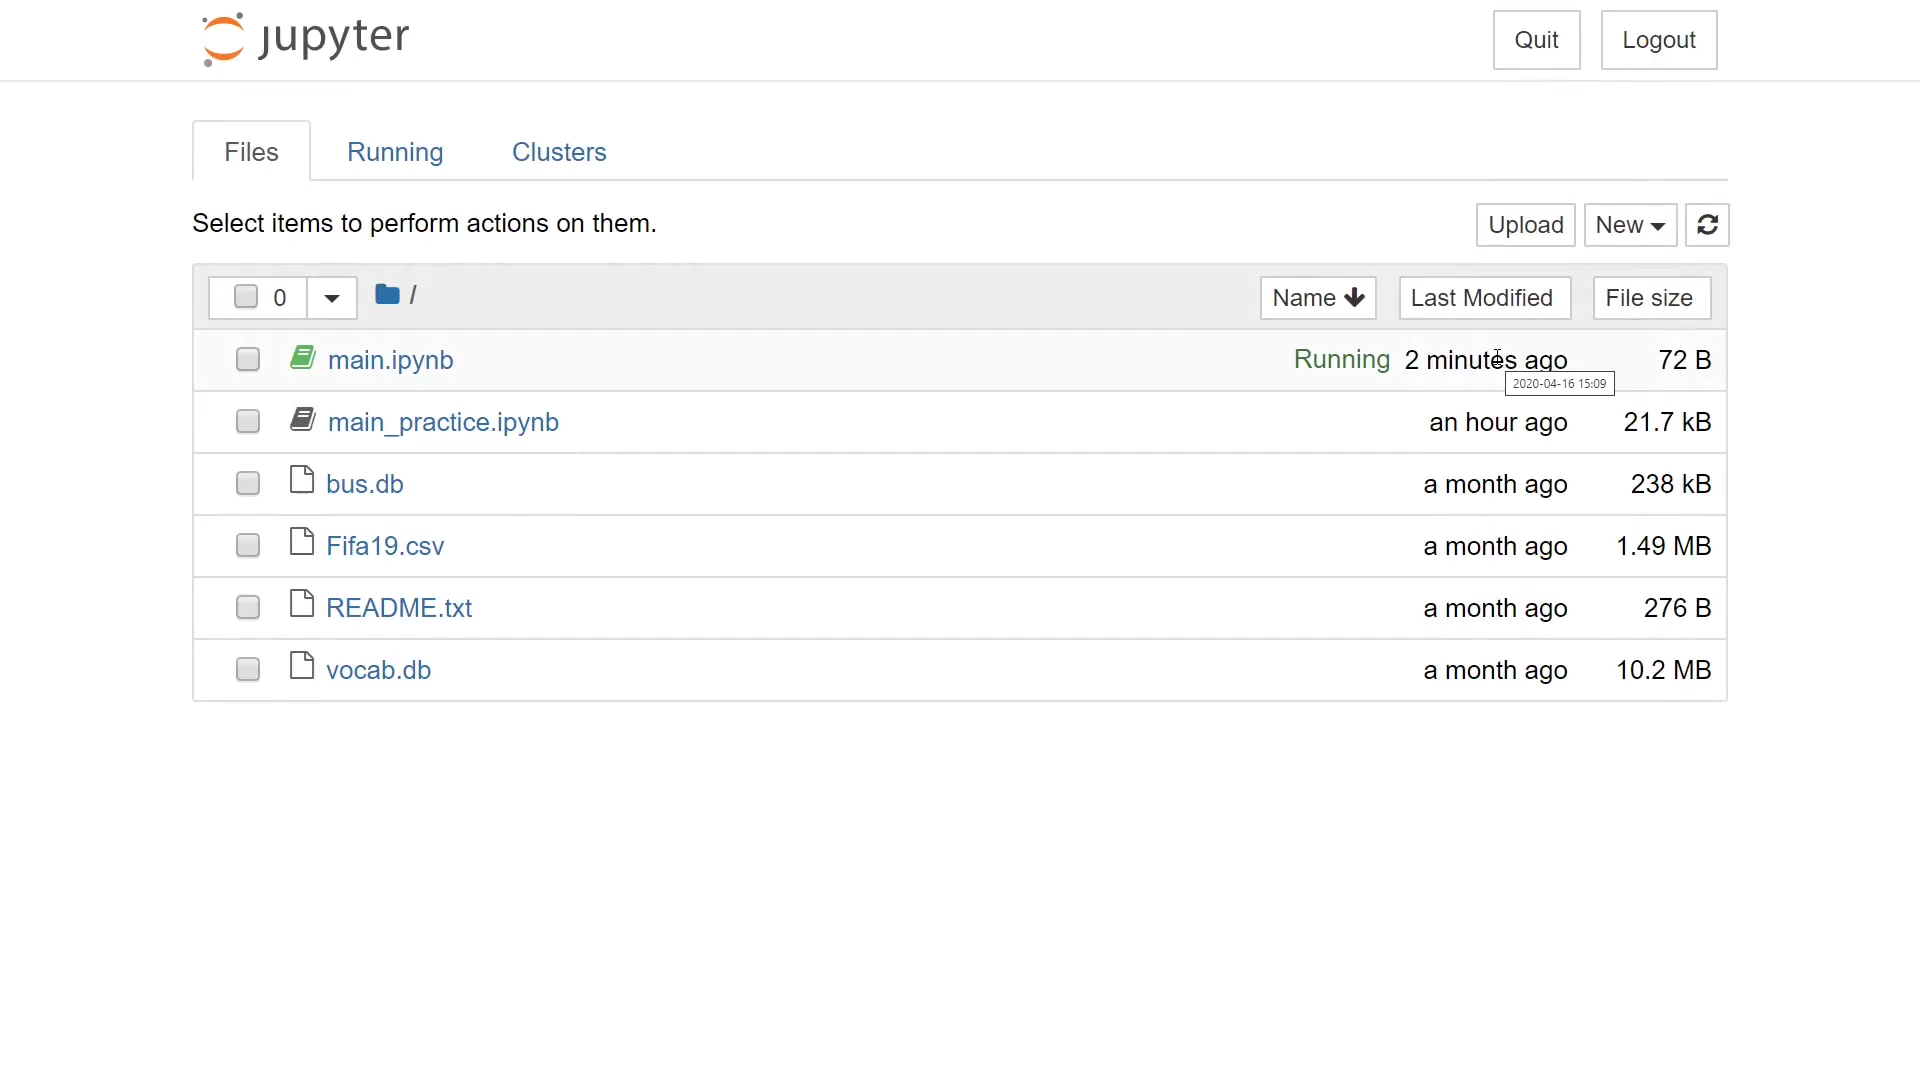 jupyter
Quit Logout
Files Running Clusters
Select items to perform actions on them.
Upload New
0 / Name Last Modified File size
main.ipynb Running 2 minutes ago 72 B
2020-04-16 15:09
main_practice.ipynb an hour ago 21.7 kB
bus.db a month ago 238 kB
Fifa19.csv a month ago 1.49 MB
README.txt a month ago 276 B
vocab.db a month ago 10.2 MB